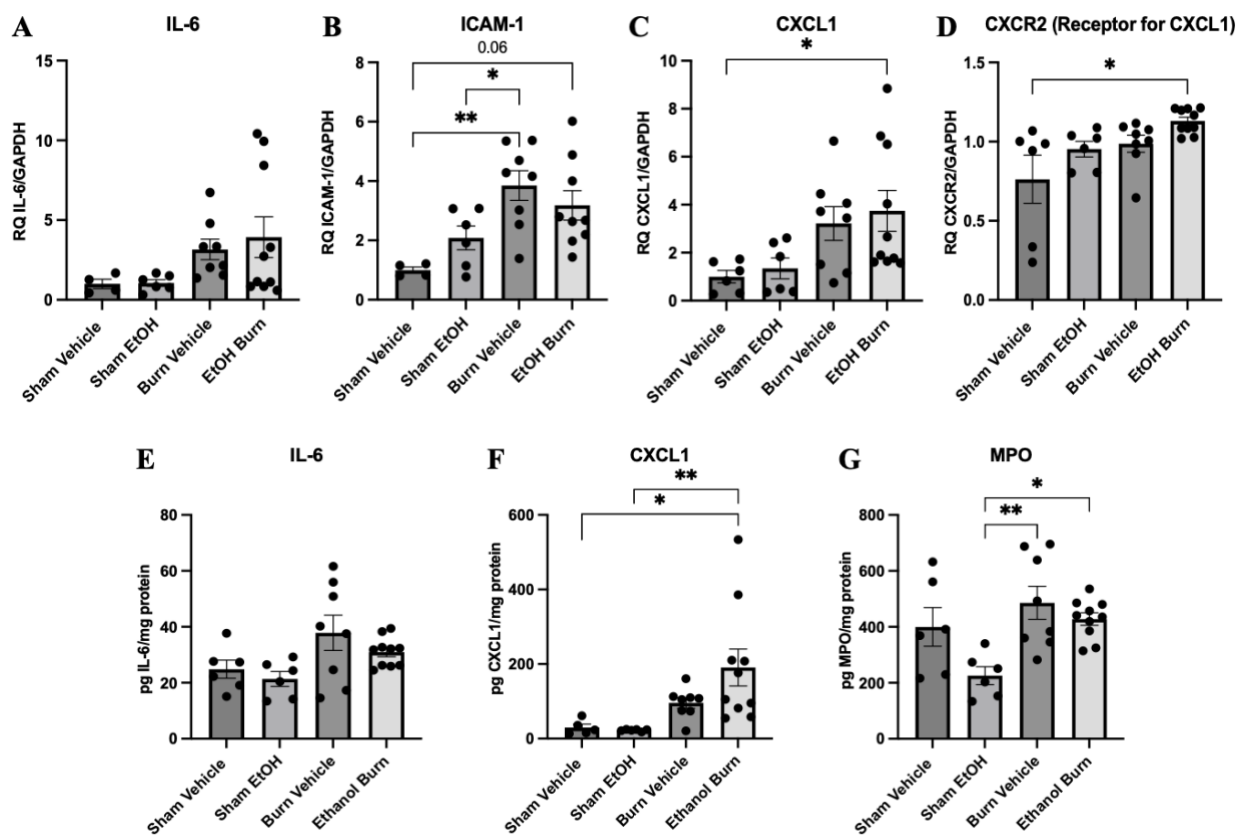 A IL-6
RQ IL-6/GAPDH
15
10
5
0
Sham Vehicle
Sham EtOH
Burn Vehicle
EtOH Burn
B ICAM-1
RQ ICAM-1/GAPDH
8
6
4
2
0
0.06
*
**
Sham Vehicle
Sham EtOH
Burn Vehicle
EtOH Burn
C CXCL1
RQ CXCL1/GAPDH
10
8
6
4
2
0
*
Sham Vehicle
Sham EtOH
Burn Vehicle
EtOH Burn
D CXCR2 (Receptor for CXCL1)
RQ CXCR2/GAPDH
1.5
1.0
0.5
0.0
*
Sham Vehicle
Sham EtOH
Burn Vehicle
EtOH Burn
E IL-6
pg IL-6/mg protein
80
60
40
20
0
Sham Vehicle
Sham EtOH
Burn Vehicle
Ethanol Burn
F CXCL1
pg CXCL1/mg protein
600
400
200
0
**
*
Sham Vehicle
Sham EtOH
Burn Vehicle
Ethanol Burn
G MPO
pg MPO/mg protein
800
600
400
200
0
*
**
Sham Vehicle
Sham EtOH
Burn Vehicle
Ethanol Burn